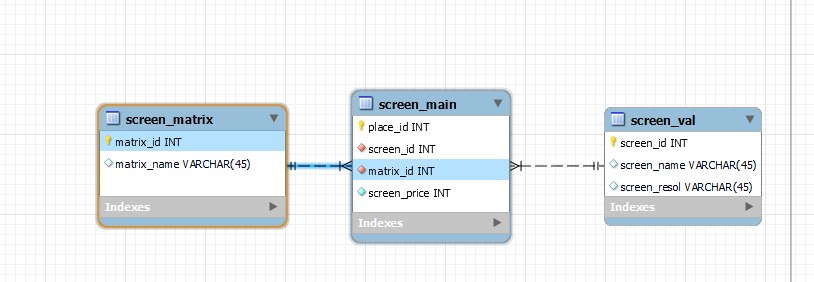 screen_matrix
matrix_id INT
matrix_name VARCHAR(45)
Indexes
screen_main
place_id INT
screen_id INT
matrix_id INT
screen_price INT
Indexes
screen_val
screen_id INT
screen_name VARCHAR(45)
screen_resol VARCHAR(45)
Indexes